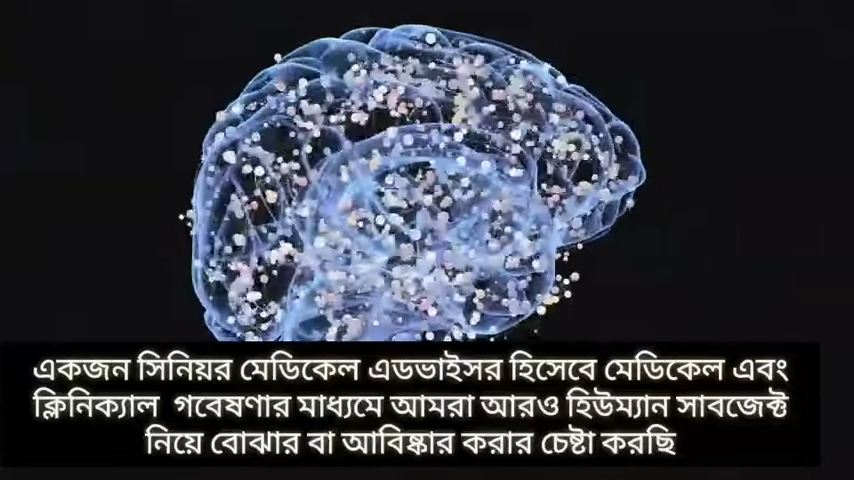 একজন সিনিয়র মেডিকেল এডভাইসর হিসেবে মেডিকেল এবং
ক্লিনিক্যাল গবেষণার মাধ্যমে আমরা আরও হিউম্যান সাবজেক্ট
নিয়ে বোঝার বা আবিষ্কার করার চেষ্টা করছি